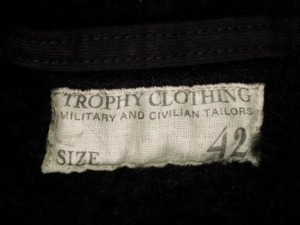 TROPHY CLOTHING
MILITARY AND CIVILIAN TAILORS
SIZE 42